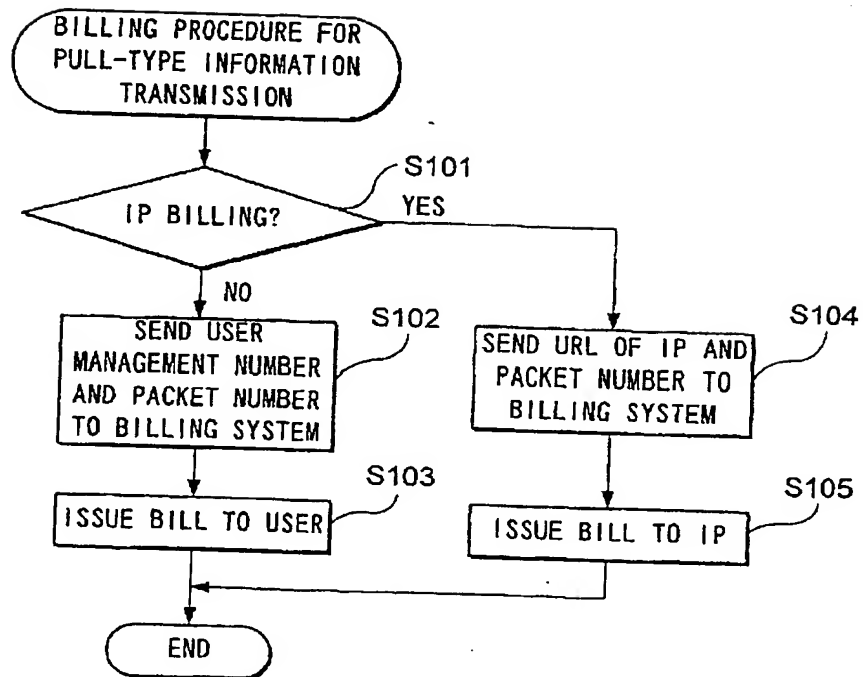 BILLING PROCEDURE FOR
PULL-TYPE INFORMATION
TRANSMISSION
S101
IP BILLING?
YES
NO
SEND USER
MANAGEMENT NUMBER
AND PACKET NUMBER
TO BILLING SYSTEM
S102
SEND URL OF IP AND
PACKET NUMBER TO
BILLING SYSTEM
S104
ISSUE BILL TO USER
S103
ISSUE BILL TO IP
S105
END